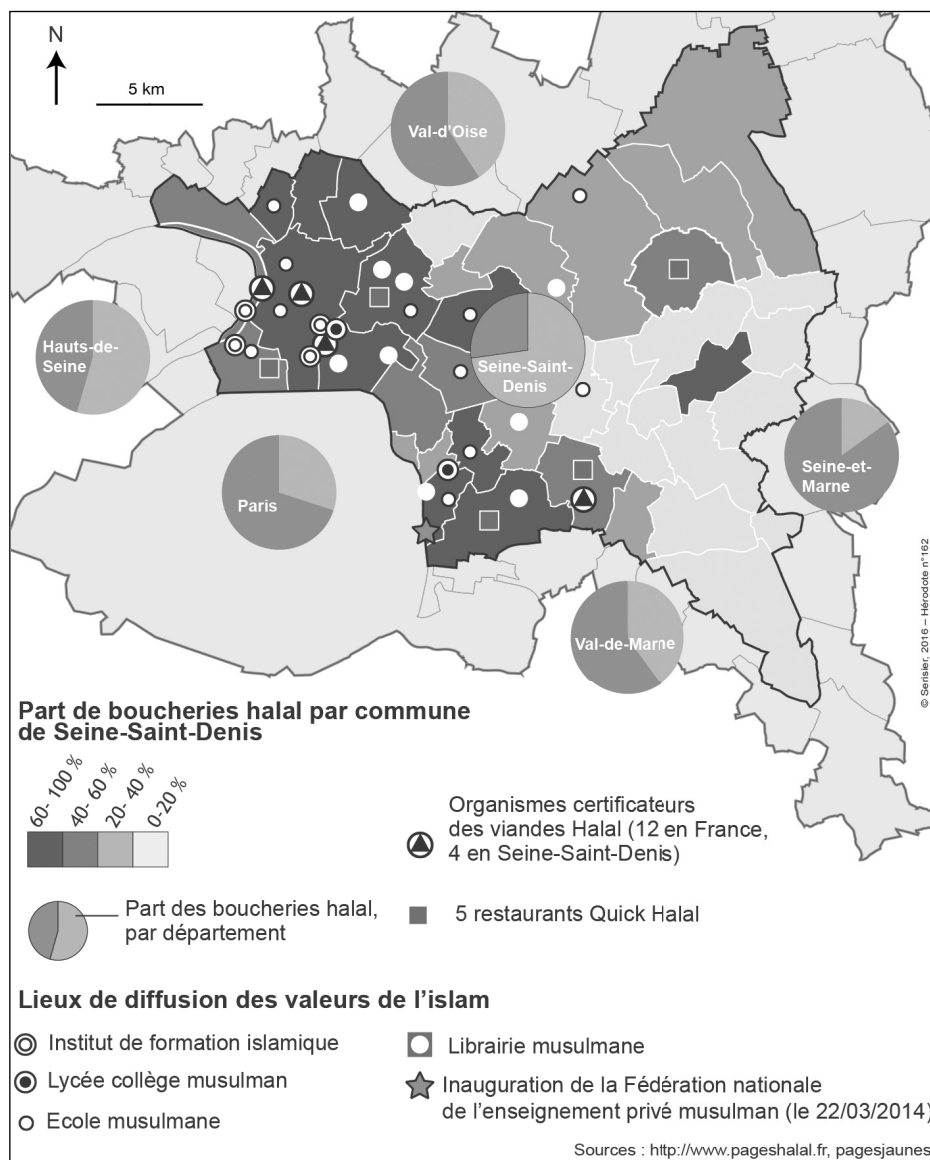 N
5 km
Val-d'Oise
Hauts-de-
Seine
Seine-Saint-
Denis
Paris
Seine-et-
Marne
Val-de-Marne
© Serisier, 2016 – Hérodote n°162
Part de boucheries halal par commune
de Seine-Saint-Denis
60- 100 %
40- 60 %
20- 40 %
0-20 %
Part des boucheries halal,
par département
Organismes certificateurs
des viandes Halal (12 en France,
4 en Seine-Saint-Denis)
5 restaurants Quick Halal
Lieux de diffusion des valeurs de l'islam
Institut de formation islamique
Lycée collège musulman
Ecole musulmane
Librairie musulmane
Inauguration de la Fédération nationale
de l'enseignement privé musulman (le 22/03/2014)
Sources : http://www.pageshalal.fr, pagesjaunes